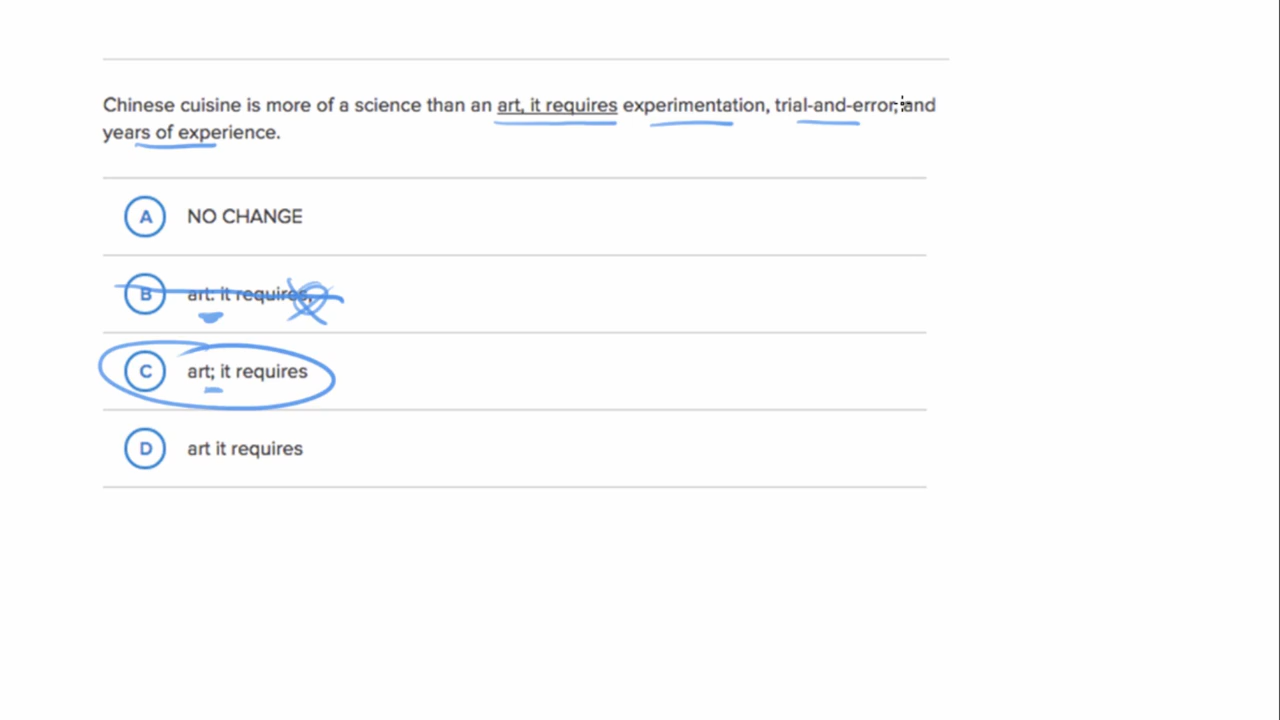 Chinese cuisine is more of a science than an art, it requires experimentation, trial-and-error, and
years of experience.
A NO CHANGE
B art: it requires,
C art; it requires
D art it requires